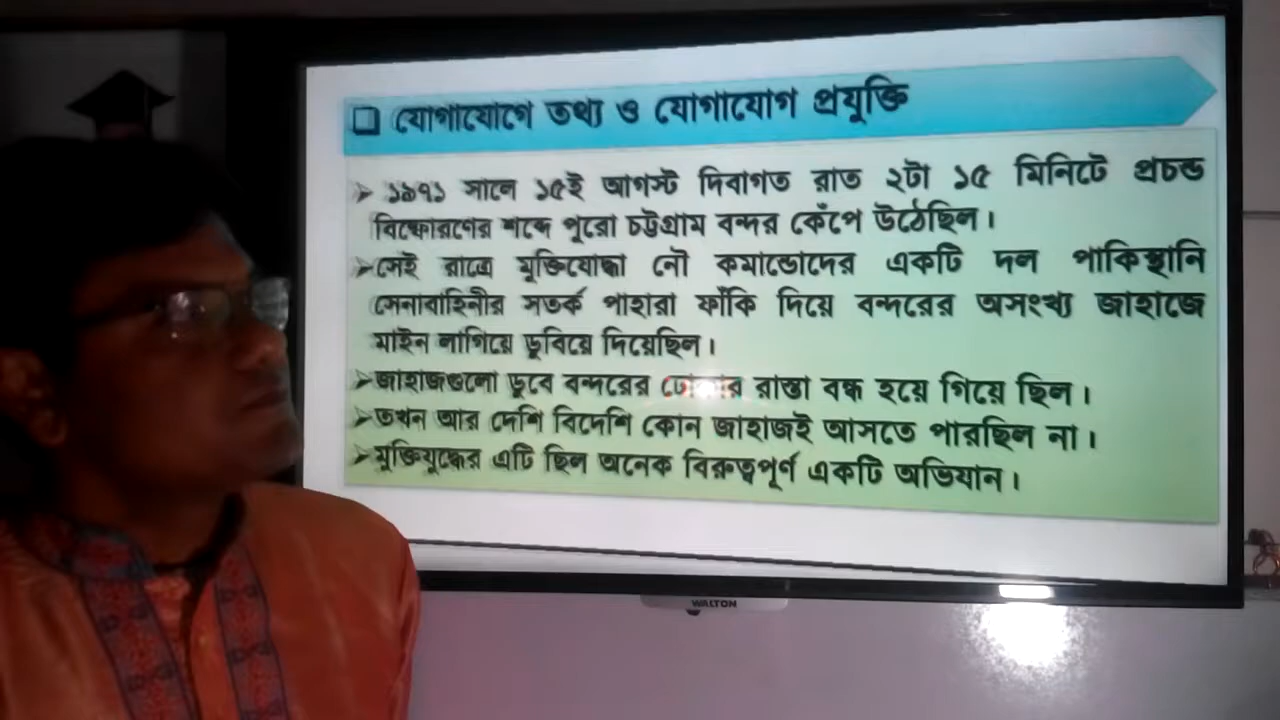 ❑ যোগাযোগে তথ্য ও যোগাযোগ প্রযুক্তি
➢ ১৯৭১ সালে ১৫ই আগস্ট দিবাগত রাত ২টা ১৫ মিনিটে প্রচন্ড
বিস্ফোরণের শব্দে পুরো চট্টগ্রাম বন্দর কেঁপে উঠেছিল।
➢সেই রাত্রে মুক্তিযোদ্ধা নৌ কমান্ডোদের একটি দল পাকিস্থানি
সেনাবাহিনীর সতর্ক পাহারা ফাঁকি দিয়ে বন্দরের অসংখ্য জাহাজে
মাইন লাগিয়ে ডুবিয়ে দিয়েছিল।
➢জাহাজগুলো ডুবে বন্দরের রাস্তা বন্ধ হয়ে গিয়ে ছিল।
➢তখন আর দেশি বিদেশি কোন জাহাজই আসতে পারছিল না।
➢মুক্তিযুদ্ধের এটি ছিল অনেক বিরুত্বপূর্ণ একটি অভিযান।
WALTON